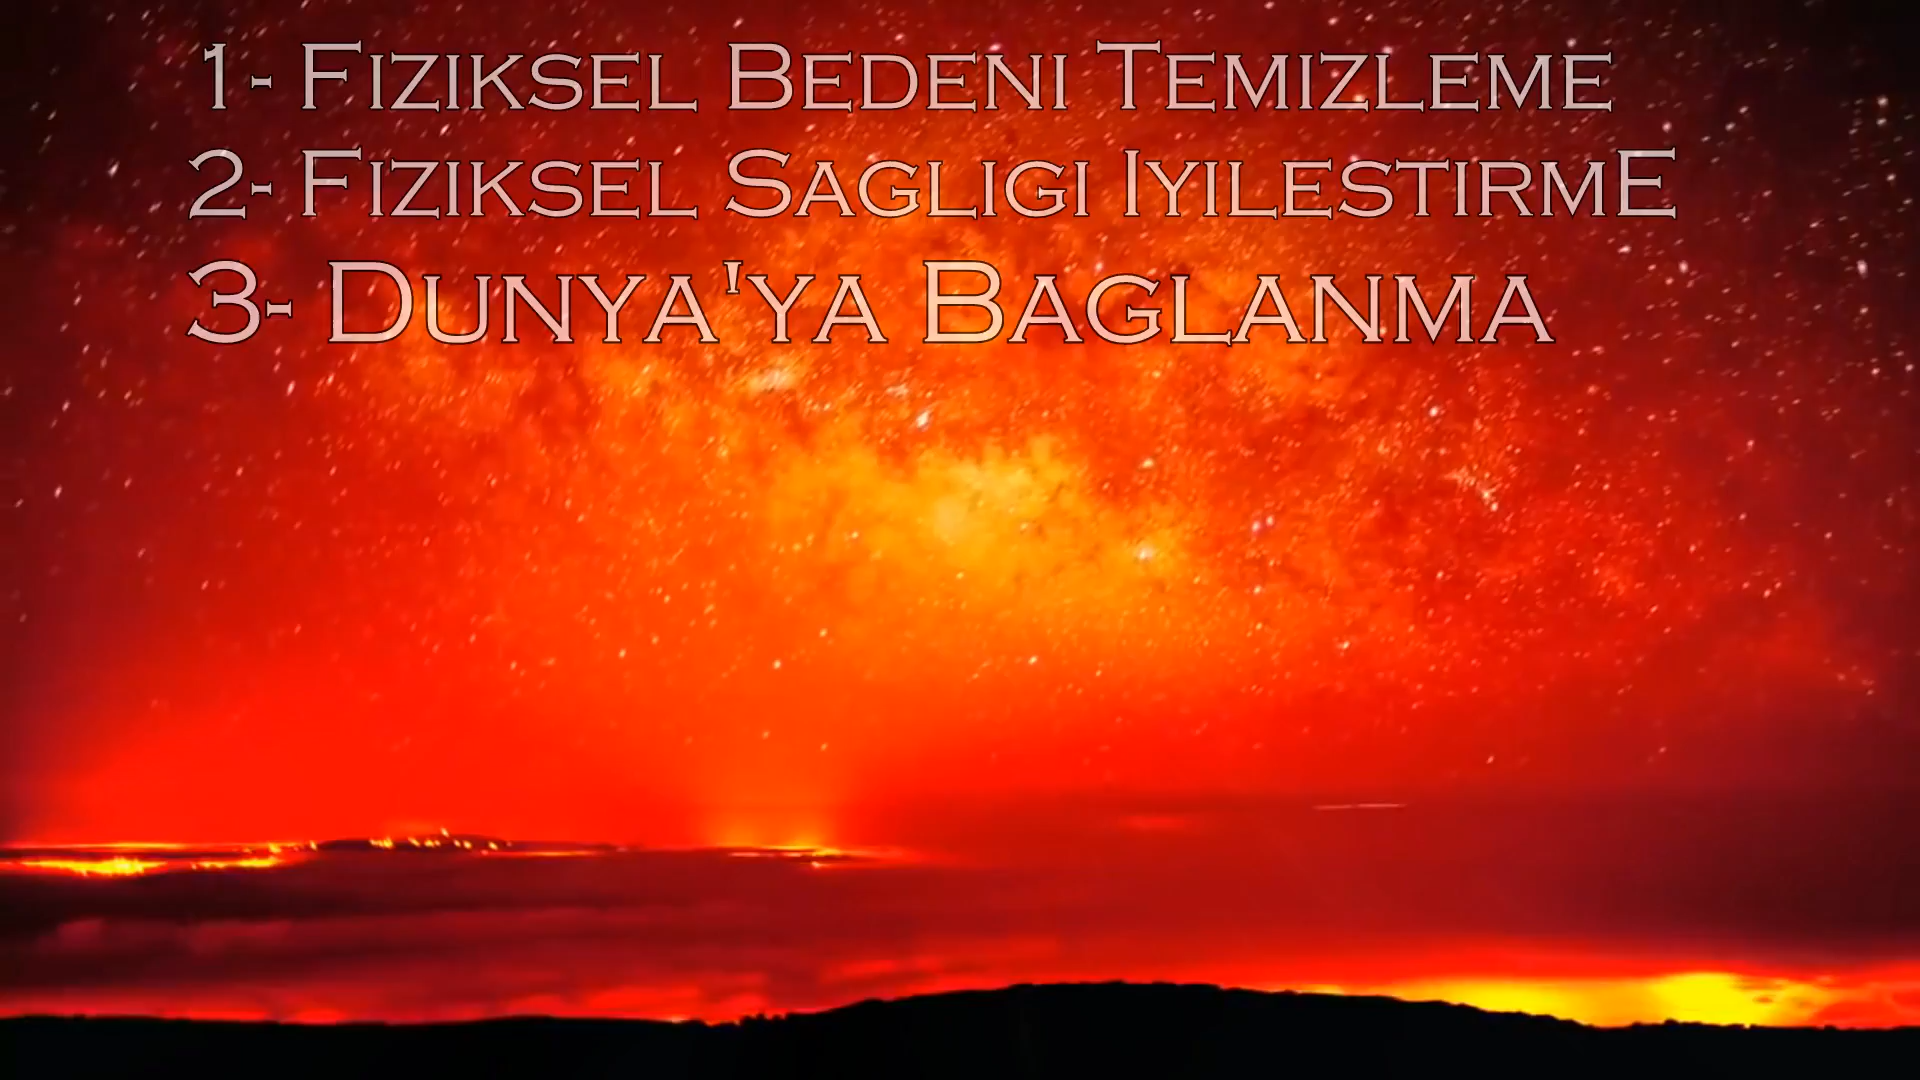 1- FIZIKSEL BEDENI TEMIZLEME
2- FIZIKSEL SAGLIGI IYILESTIRME
3- DUNYA'YA BAGLANMA